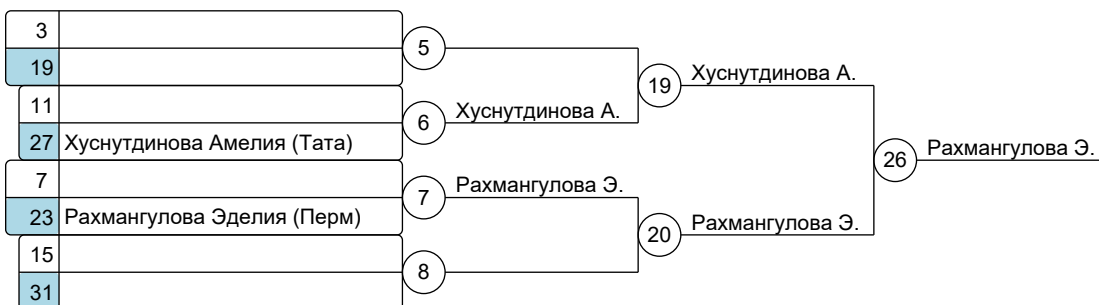 3
5
19
19 Хуснутдинова А.
11
6 Хуснутдинова А.
27 Хуснутдинова Амелия (Тата)
26 Рахмангулова Э.
7
7 Рахмангулова Э.
23 Рахмангулова Эделия (Перм)
20 Рахмангулова Э.
15
8
31